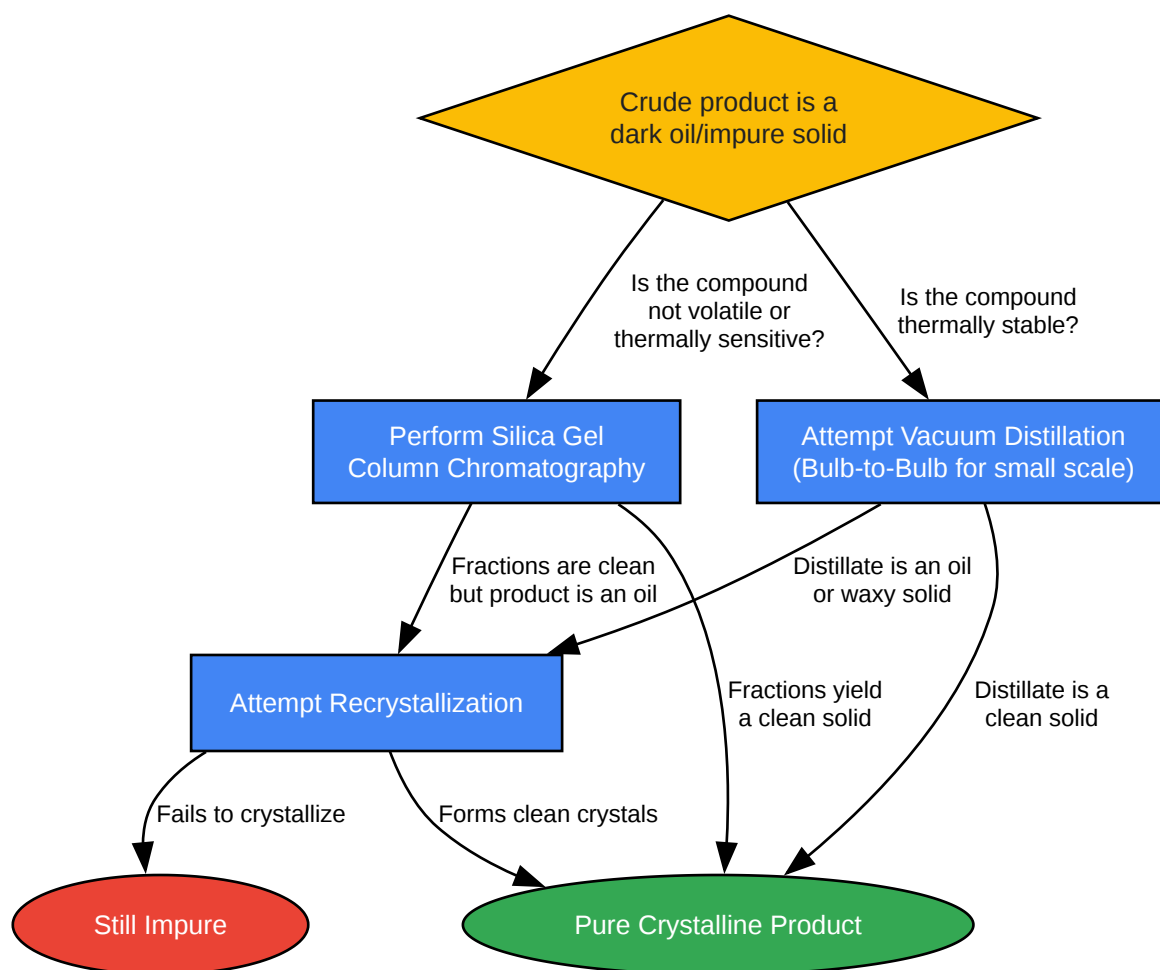 Crude product is a
dark oil/impure solid
Is the compound
not volatile or
thermally sensitive?
Is the compound
thermally stable?
Perform Silica Gel
Column Chromatography
Attempt Vacuum Distillation
(Bulb-to-Bulb for small scale)
Fractions are clean
but product is an oil
Distillate is an oil
or waxy solid
Attempt Recrystallization
Fractions yield
a clean solid
Distillate is a
clean solid
Fails to crystallize
Forms clean crystals
Still Impure
Pure Crystalline Product